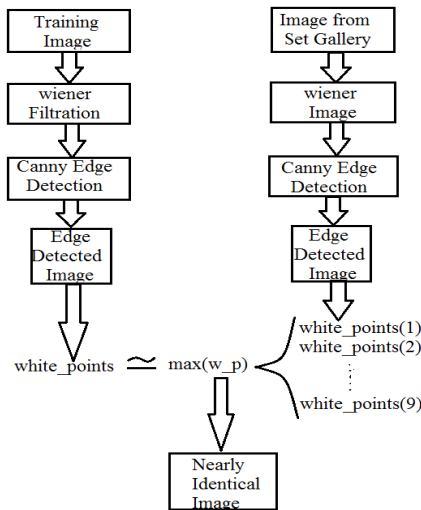 Training
Image
wiener
Filtration
Canny Edge
Detection
Edge
Detected
Image
white_points
Image from
Set Gallery
wiener
Image
Canny Edge
Detection
Edge
Detected
Image
white_points(1)
white_points(2)
white_points(9)
≅ max(w_p)
Nearly
Identical
Image